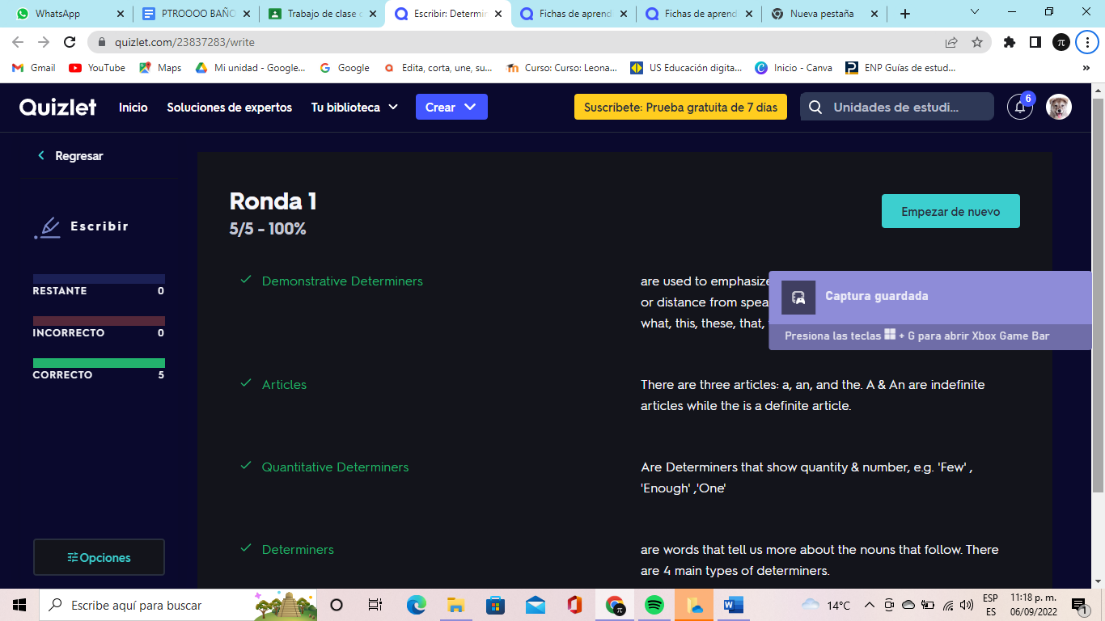 WhatsApp
PTROOOO BAÑO
Trabajo de clase
Escribir: Determin
Fichas de aprend
Fichas de aprend
Nueva pestaña
quizlet.com/23837283/write
Gmail
YouTube
Maps
Mi unidad - Google...
Google
Edita, corta, une, su...
Curso: Curso: Leona...
US Educación digita...
Inicio - Canva
ENP Guías de estud...
»
Quizlet
Inicio
Soluciones de expertos
Tu biblioteca
Crear
Suscríbete: Prueba gratuita de 7 días
Unidades de estudi...
6
Regresar
Escribir
RESTANTE 0
INCORRECTO 0
CORRECTO 5
Opciones
Ronda 1
5/5 - 100%
Empezar de nuevo
Demonstrative Determiners
are used to emphasize
or distance from spea
what, this, these, that,
Captura guardada
Presiona las teclas + G para abrir Xbox Game Bar
Articles
There are three articles: a, an, and the. A & An are indefinite
articles while the is a definite article.
Quantitative Determiners
Are Determiners that show quantity & number, e.g. 'Few' ,
'Enough' ,'One'
Determiners
are words that tell us more about the nouns that follow. There
are 4 main types of determiners.
Escribe aquí para buscar
14°C
ESP
ES
11:18 p. m.
06/09/2022
1